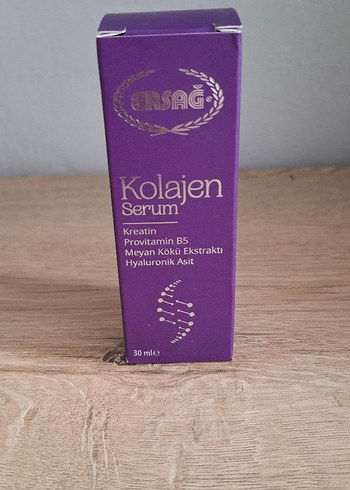 ERSAĞ
Kolajen
Serum
Kreatin
Provitamin B5
Meyan Kökü Ekstraktı
Hyaluronik Asit
30 ml℮